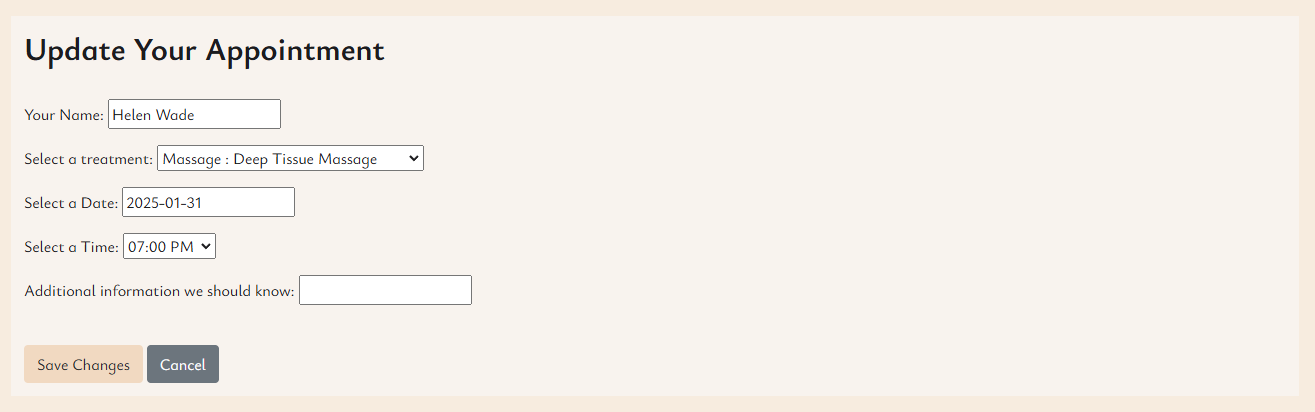 Update Your Appointment
Your Name: Helen Wade
Select a treatment: Massage : Deep Tissue Massage
Select a Date: 2025-01-31
Select a Time: 07:00 PM
Additional information we should know:
Save Changes Cancel